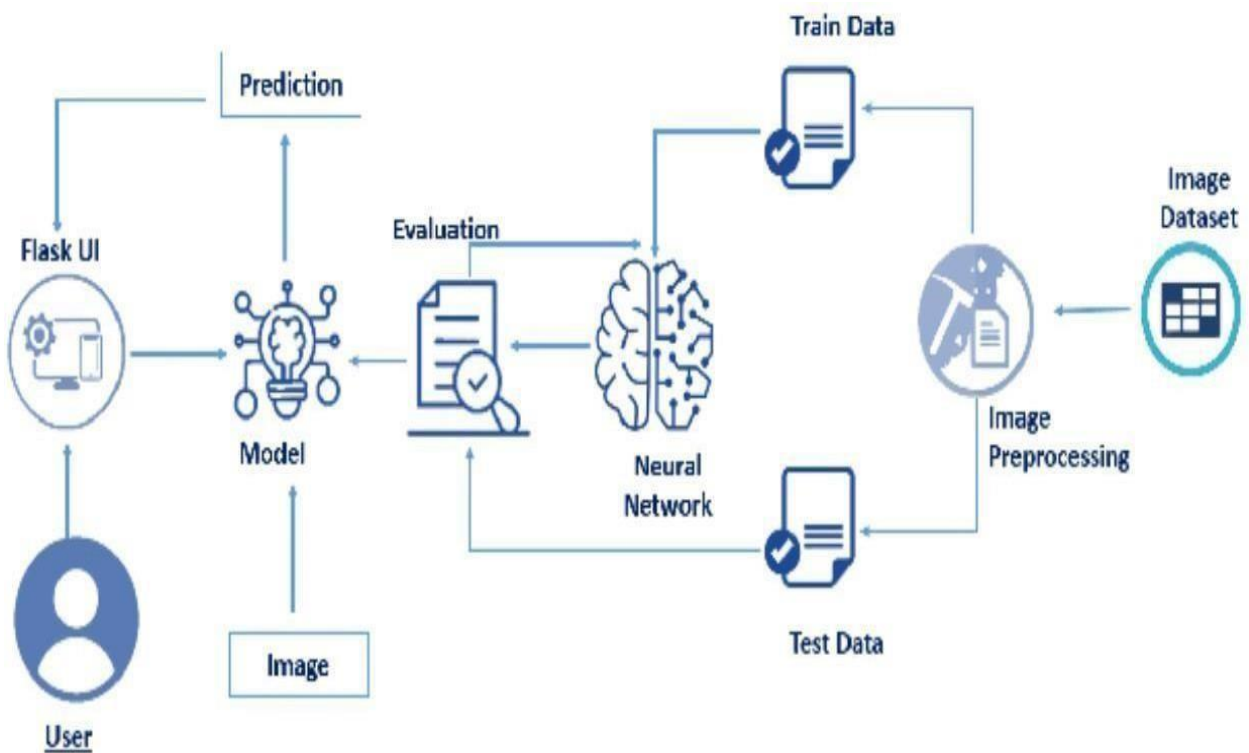 Train Data
Prediction
Image
Dataset
Evaluation
Flask UI
Image
Preprocessing
Model
Neural
Network
Test Data
Image
User